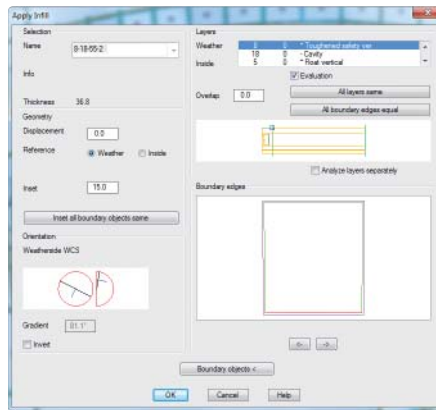 Apply Infill
Selection
Name 8-18-55-2
Info
Thickness 36.8
Geometry
Displacement 0.0
Reference Weather Inside
Inset 15.0
Inset all boundary objects same
Orientation
Weatherside WCS
Gradient 81.1°
Invert
Layers
Weather 8 0 * Toughened safety ver
18 0 - Cavity
Inside 5 0 * float vertical
Evaluation
Overlap 0.0 All layers same
All boundary edges equal
Analyze layers separately
Boundary edges
<- ->
Boundary objects <
OK Cancel Help